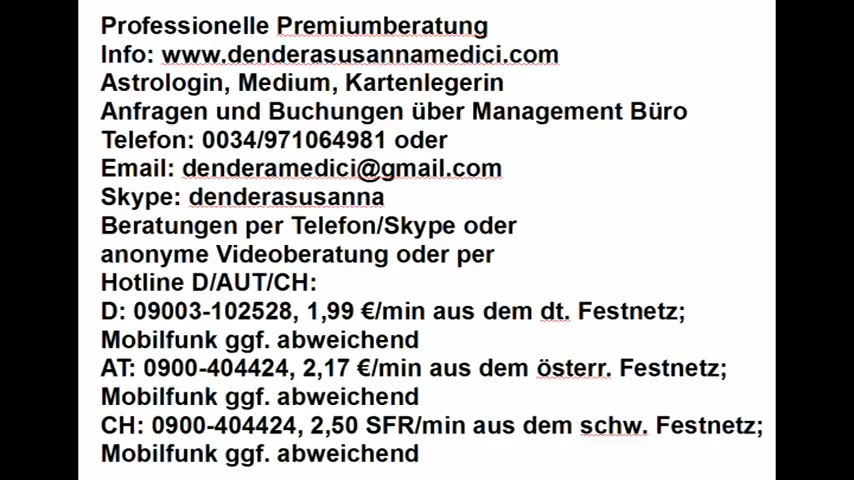 Professionelle Premiumberatung
Info: www.denderasusannamedici.com
Astrologin, Medium, Kartenlegerin
Anfragen und Buchungen über Management Büro
Telefon: 0034/971064981 oder
Email: denderamedici@gmail.com
Skype: denderasusanna
Beratungen per Telefon/Skype oder
anonyme Videoberatung oder per
Hotline D/AUT/CH:
D: 09003-102528, 1,99 €/min aus dem dt. Festnetz;
Mobilfunk ggf. abweichend
AT: 0900-404424, 2,17 €/min aus dem österr. Festnetz;
Mobilfunk ggf. abweichend
CH: 0900-404424, 2,50 SFR/min aus dem schw. Festnetz;
Mobilfunk ggf. abweichend